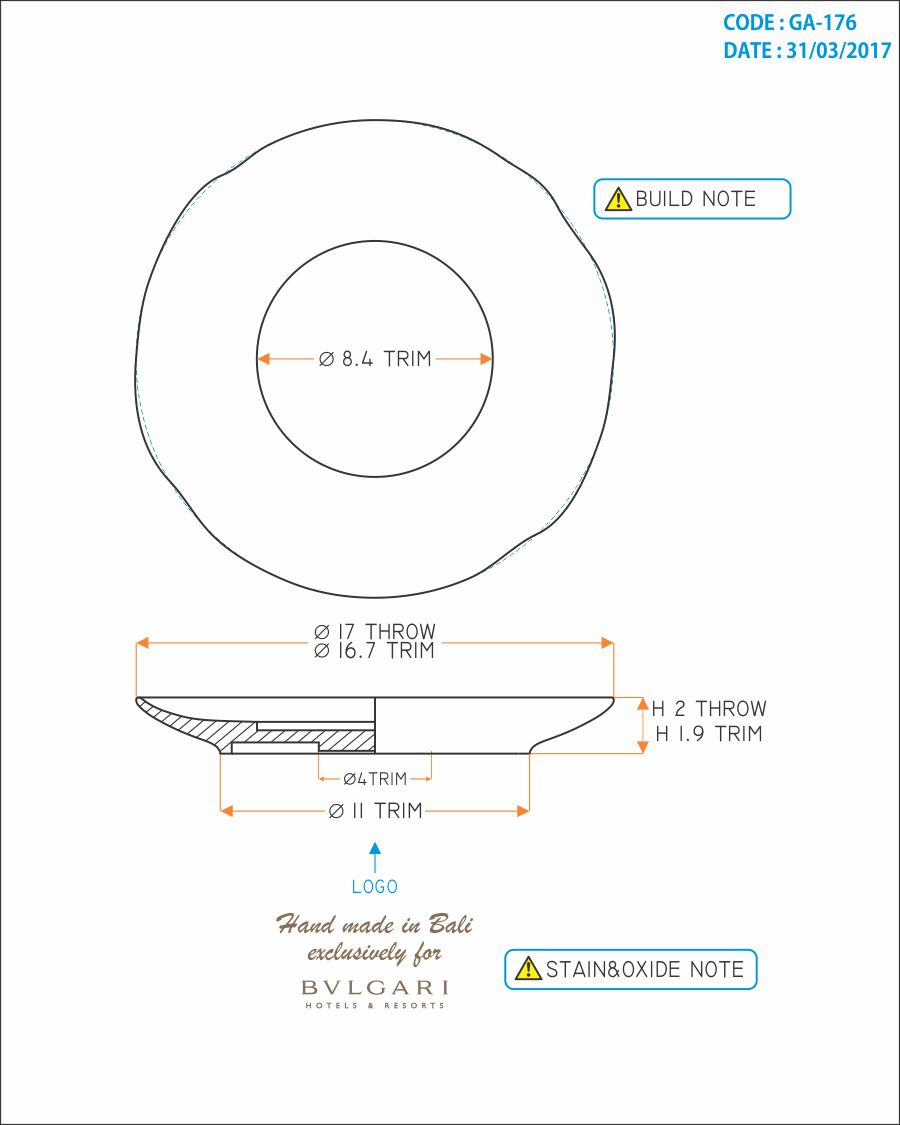 CODE : GA-176
DATE : 31/03/2017
BUILD NOTE
Ø 8.4 TRIM
Ø 17 THROW
Ø 16.7 TRIM
H 2 THROW
H 1.9 TRIM
Ø4TRIM
Ø 11 TRIM
LOGO
Hand made in Bali
exclusively for
BVLGARI
HOTELS & RESORTS
STAIN&OXIDE NOTE